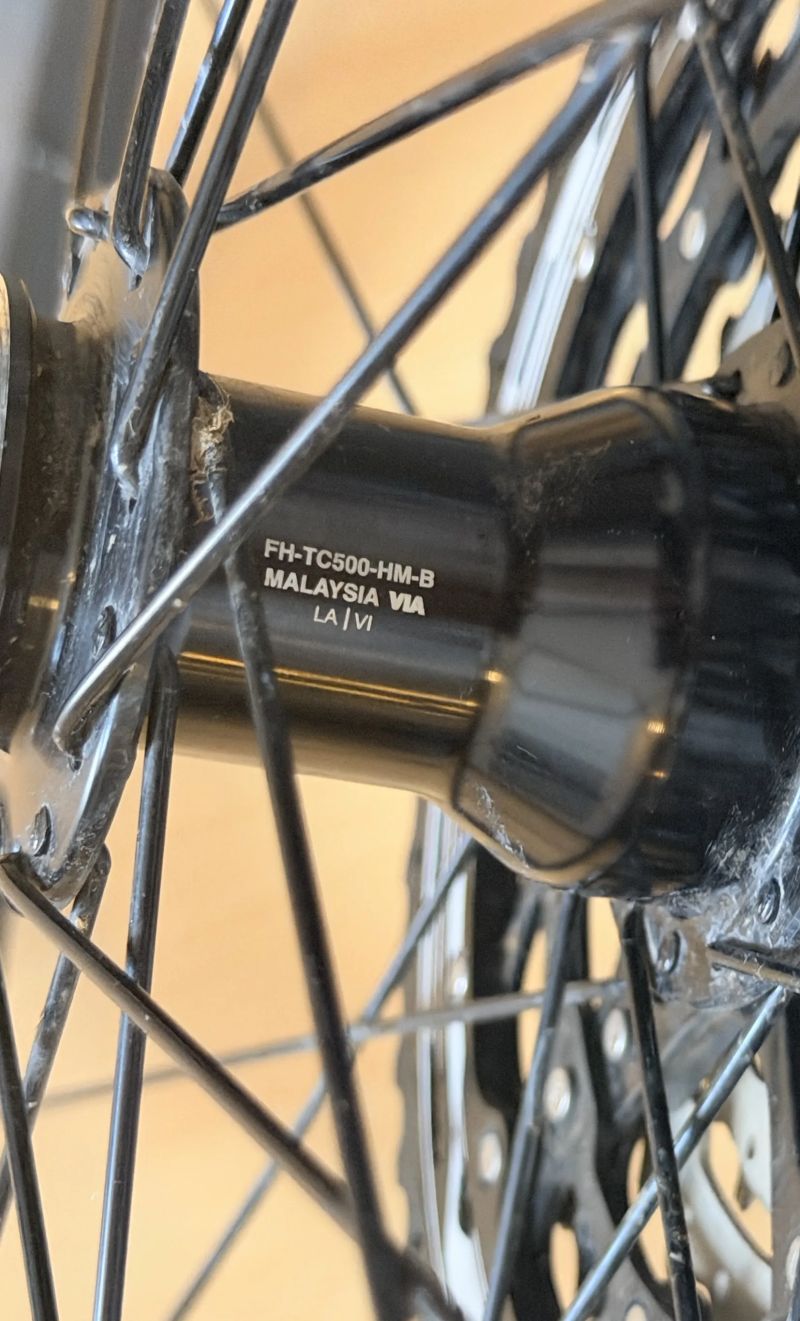 FH-TC500-HM-B
MALAYSIA VIA
LA | VI